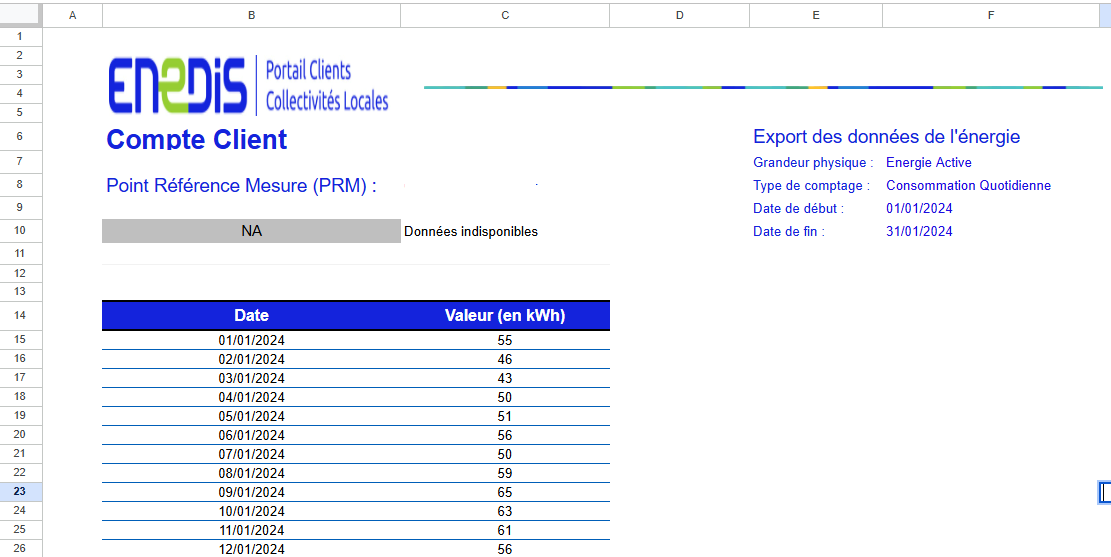 A B C D E F
1
2
3
4
5
6
7
8
9
10
11
12
13
14
15
16
17
18
19
20
21
22
23
24
25
26
ENEDIS
Portail Clients
Collectivités Locales
Compte Client
Point Référence Mesure (PRM) :
NA Données indisponibles
Export des données de l'énergie
Grandeur physique : Energie Active
Type de comptage : Consommation Quotidienne
Date de début : 01/01/2024
Date de fin : 31/01/2024
Date Valeur (en kWh)
01/01/2024 55
02/01/2024 46
03/01/2024 43
04/01/2024 50
05/01/2024 51
06/01/2024 56
07/01/2024 50
08/01/2024 59
09/01/2024 65
10/01/2024 63
11/01/2024 61
12/01/2024 56